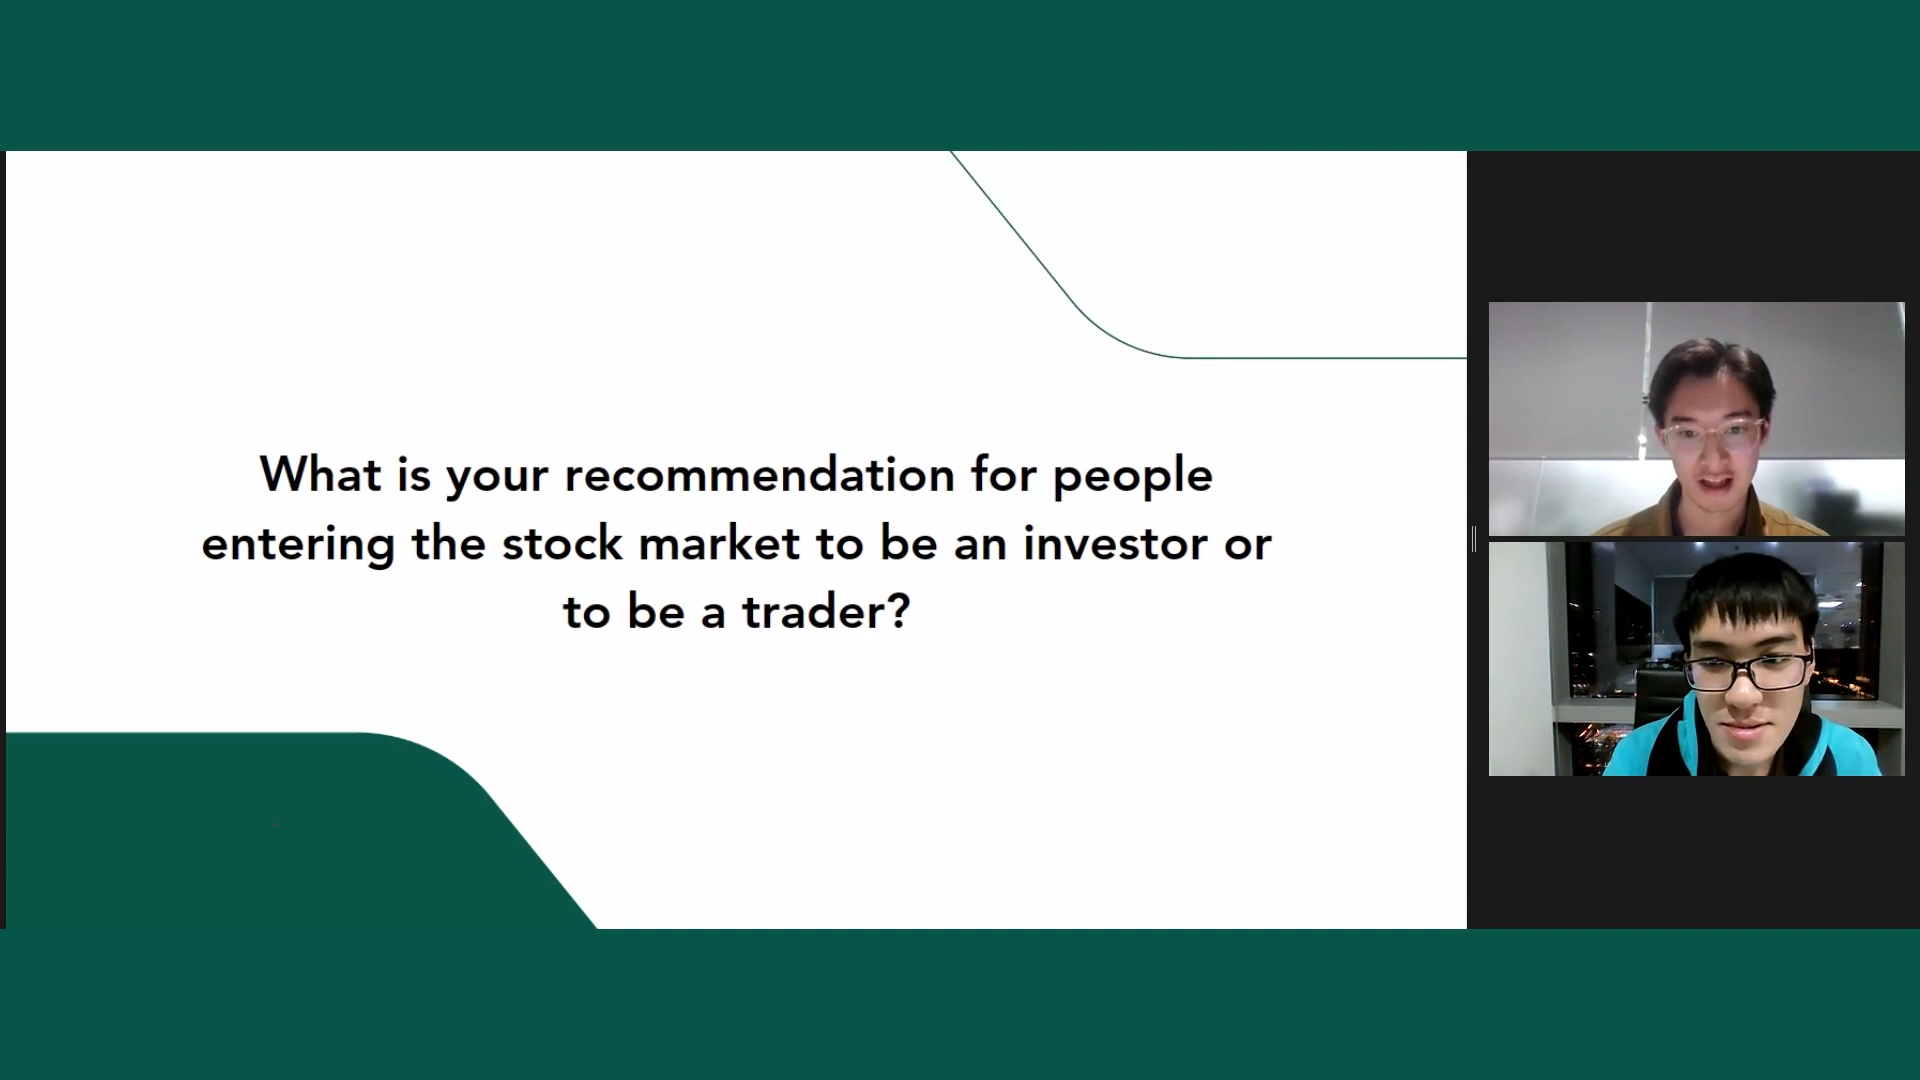 What is your recommendation for people
entering the stock market to be an investor or
to be a trader?